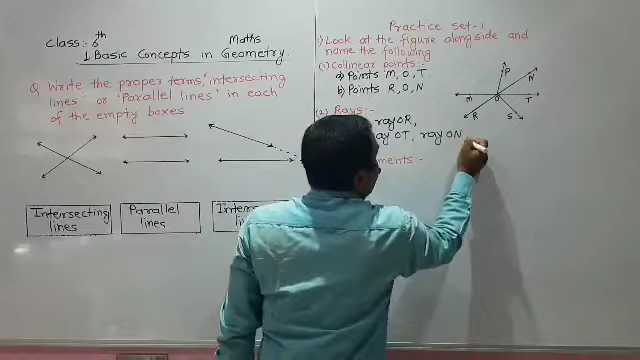 Class:- 6th
Maths
1. Basic Concepts in Geometry.
Q Write the proper terms, 'intersecting
lines' or 'Parallel lines' in each
of the empty boxes
Intersecting
lines
Parallel
lines
Practice set-1
1) Look at the figure alongside and
name the following
(1) Colinear points:-
a) Points M, O, T.
b) Points R, O, N.
(2) Rays:-
ray OR,
ray OT, ray ON
P
N
M
O
T
R
S